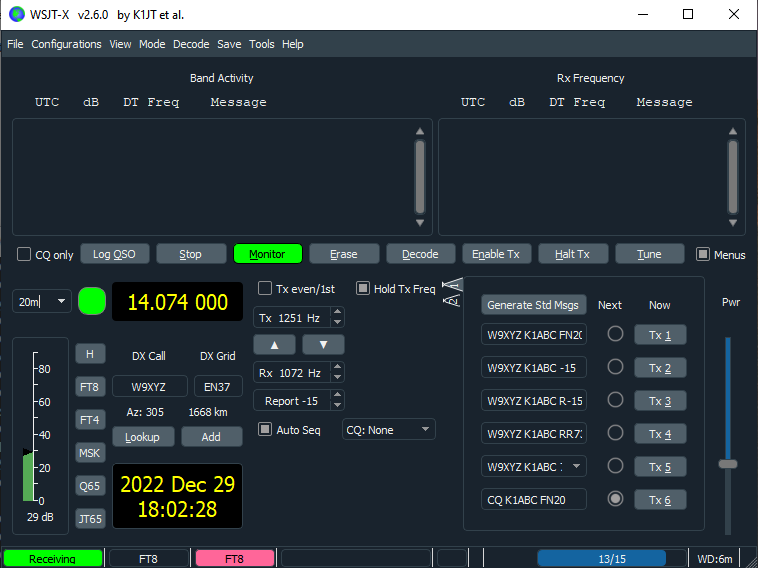 WSJT-X v2.6.0 by K1JT et al.
File Configurations View Mode Decode Save Tools Help
Band Activity
Rx Frequency
UTC dB DT Freq Message
UTC dB DT Freq Message
CQ only Log QSO Stop Monitor Erase Decode Enable Tx Halt Tx Tune Menus
20m
14.074 000
Tx even/1st
Hold Tx Freq
Tx 1251 Hz
Rx 1072 Hz
Report -15
Auto Seq
CQ: None
1
2
Generate Std Msgs Next Now
Pwr
W9XYZ K1ABC FN20 Tx 1
W9XYZ K1ABC -15 Tx 2
W9XYZ K1ABC R-15 Tx 3
W9XYZ K1ABC RR73 Tx 4
W9XYZ K1ABC Tx 5
CQ K1ABC FN20 Tx 6
80
60
40
20
0
29 dB
H
FT8
FT4
MSK
Q65
JT65
DX Call DX Grid
W9XYZ EN37
Az: 305 1668 km
Lookup Add
2022 Dec 29
18:02:28
Receiving FT8 FT8 13/15 WD:6m